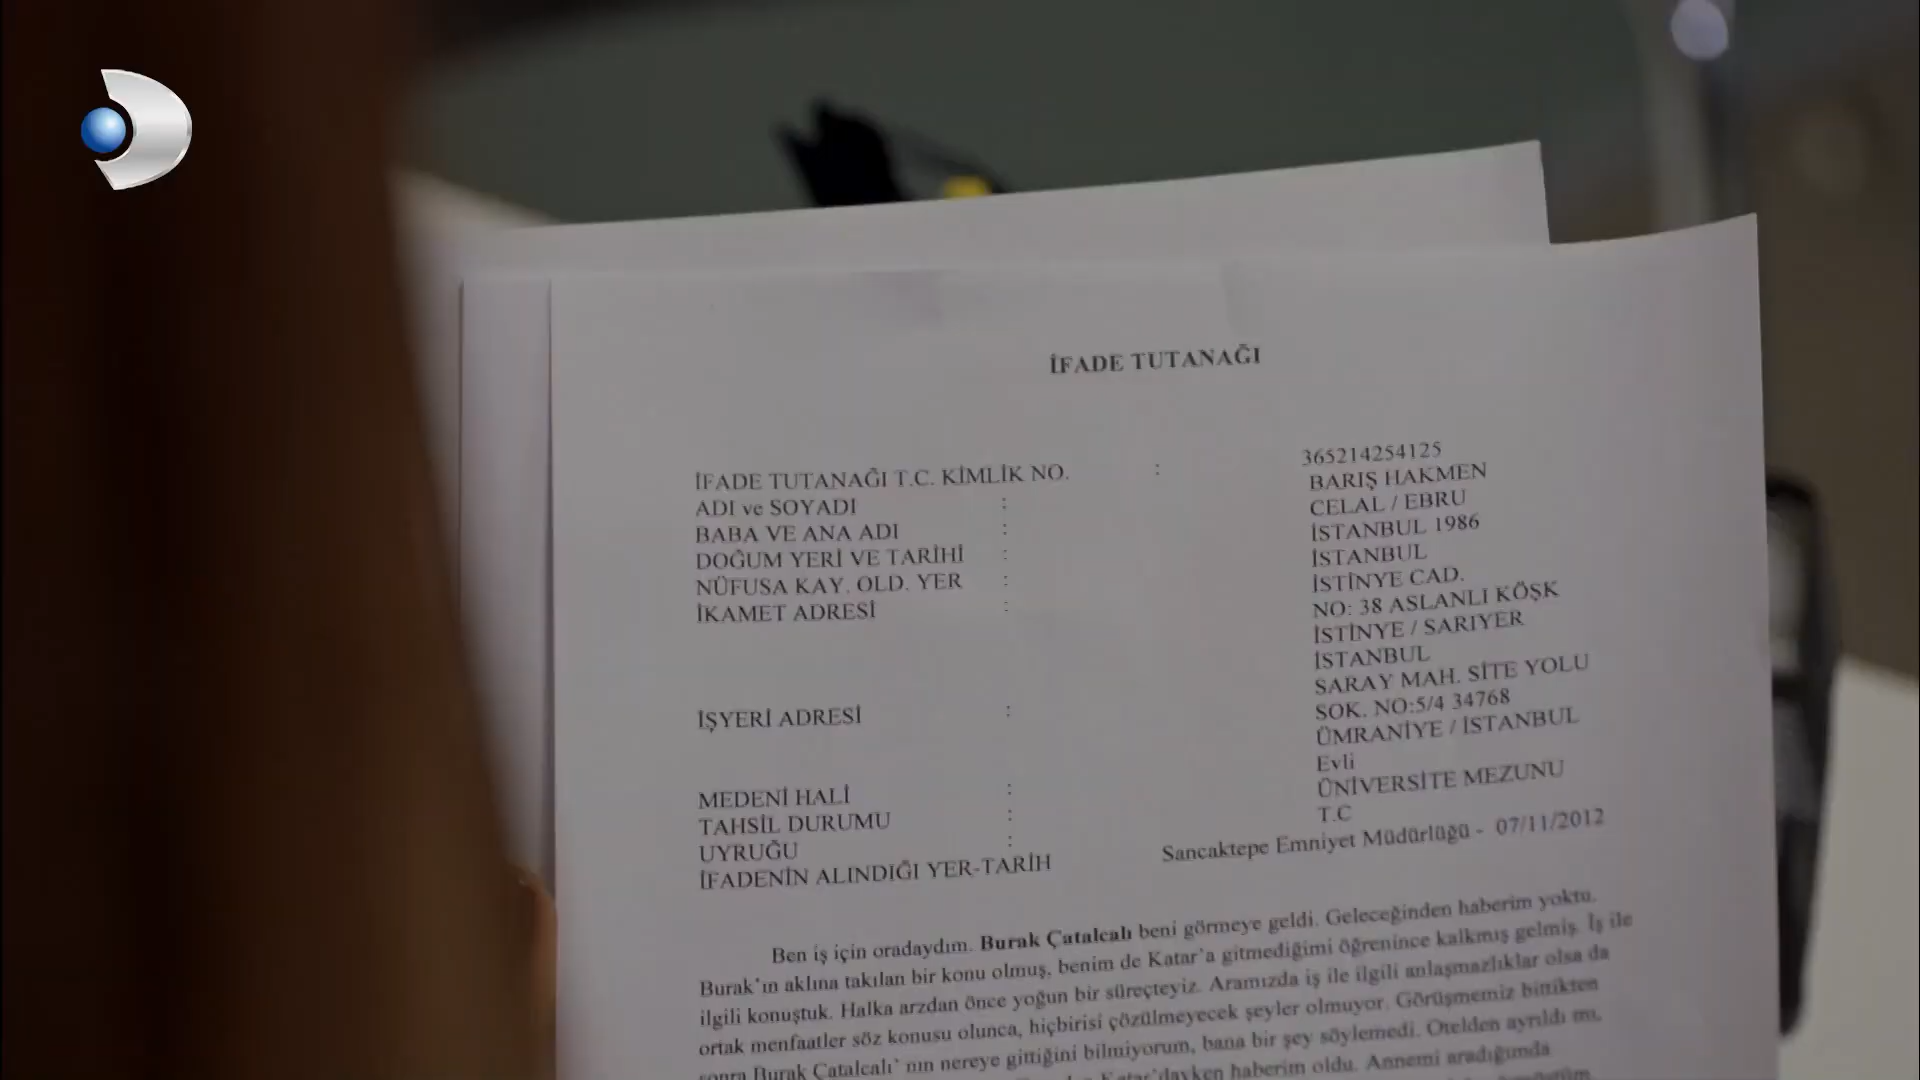 İFADE TUTANAĞI
İFADE TUTANAĞI T.C. KİMLİK NO. : 365214254125
ADI ve SOYADI : BARIŞ HAKMEN
BABA VE ANA ADI : CELAL / EBRU
DOĞUM YERİ VE TARİHİ : İSTANBUL 1986
NÜFUSA KAY. OLD. YER : İSTANBUL
İKAMET ADRESİ : İSTİNYE CAD.
NO: 38 ASLANLI KÖŞK
İSTİNYE / SARIYER
İSTANBUL
İŞYERİ ADRESİ : SARAY MAH. SİTE YOLU
SOK. NO:5/4 34768
ÜMRANİYE / İSTANBUL
MEDENİ HALİ : Evli
TAHSİL DURUMU : ÜNİVERSİTE MEZUNU
UYRUĞU : T.C
İFADENİN ALINDIĞI YER-TARİH Sancaktepe Emniyet Müdürlüğü - 07/11/2012
Ben iş için oradaydım. Burak Çatalcalı beni görmeye geldi. Geleceğinden haberim yoktu.
Burak'ın aklına takılan bir konu olmuş, benim de Katar'a gitmediğimi öğrenince kalkmış gelmiş. İş ile
ilgili konuştuk. Halka arzdan önce yoğun bir süreçteyiz. Aramızda iş ile ilgili anlaşmazlıklar olsa da
ortak menfaatler söz konusu olunca, hiçbirisi çözülmeyecek şeyler olmuyor. Görüşmemiz bittikten
sonra Burak Çatalcalı' nın nereye gittiğini bilmiyorum, bana bir şey söylemedi. Otelden ayrıldı mı,
Katar'dayken haberim oldu. Annemi aradığında